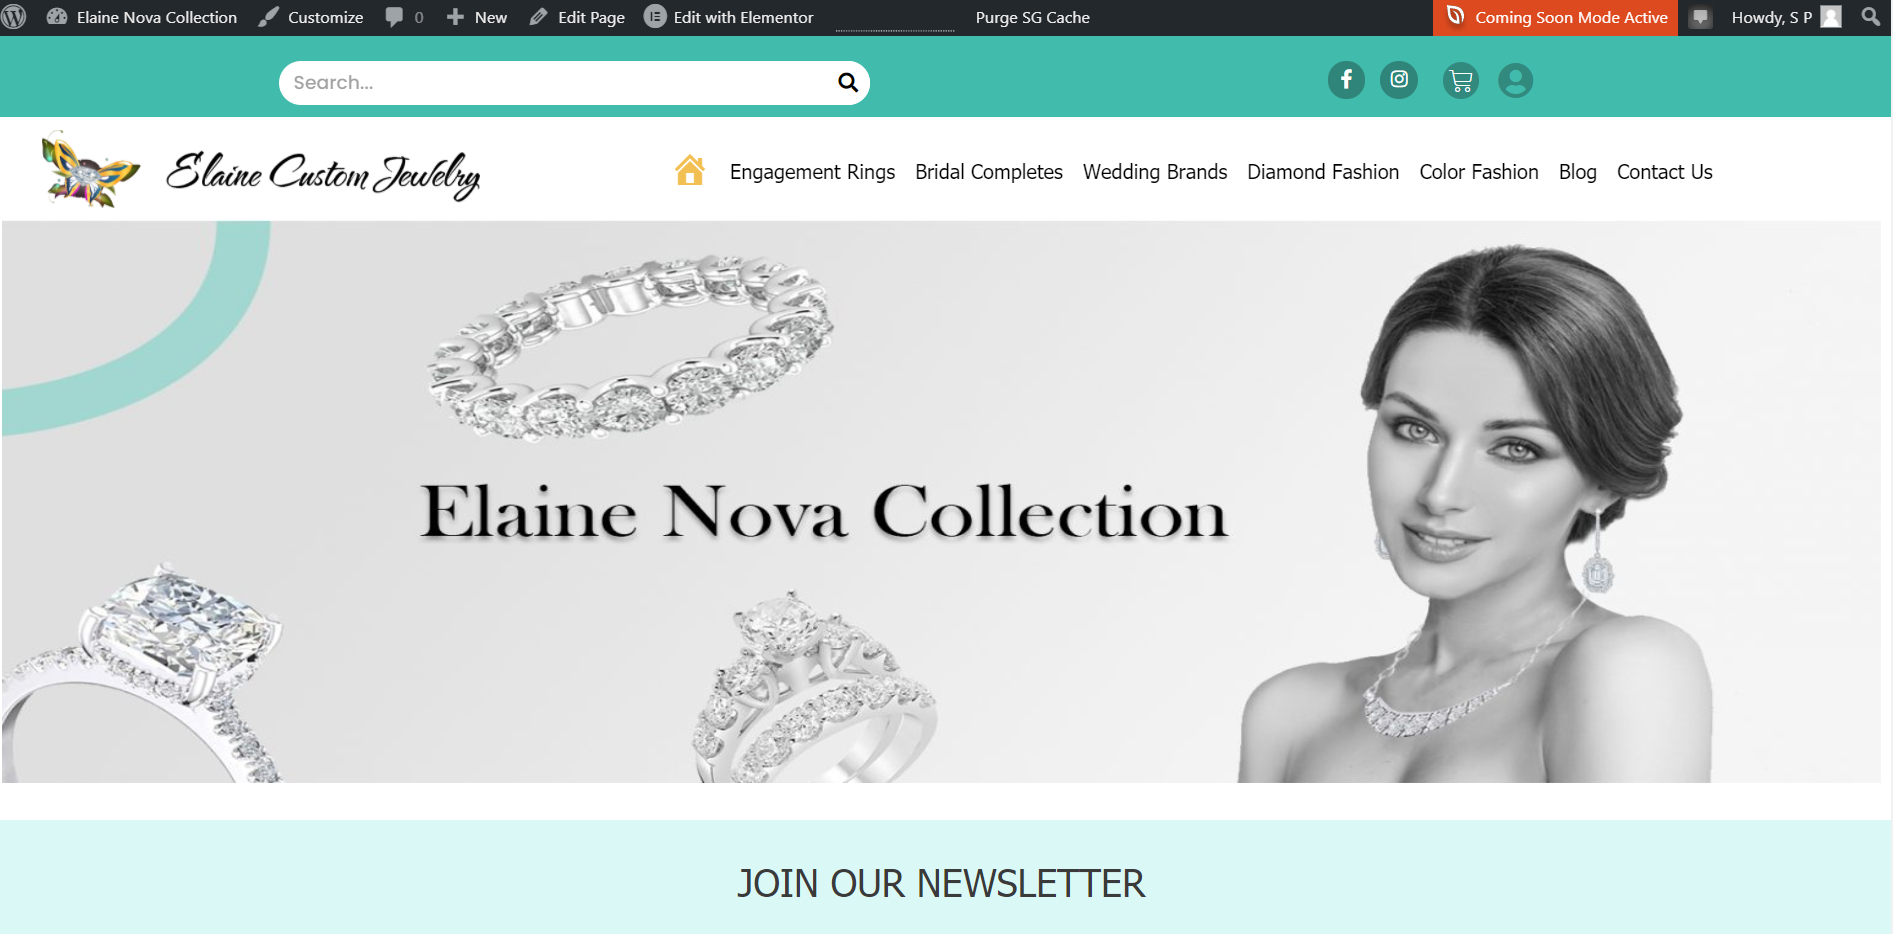 Elaine Nova Collection Customize 0 New Edit Page Edit with Elementor Purge SG Cache Coming Soon Mode Active Howdy, S P
Search...
Elaine Custom Jewelry
Engagement Rings Bridal Completes Wedding Brands Diamond Fashion Color Fashion Blog Contact Us
Elaine Nova Collection
JOIN OUR NEWSLETTER